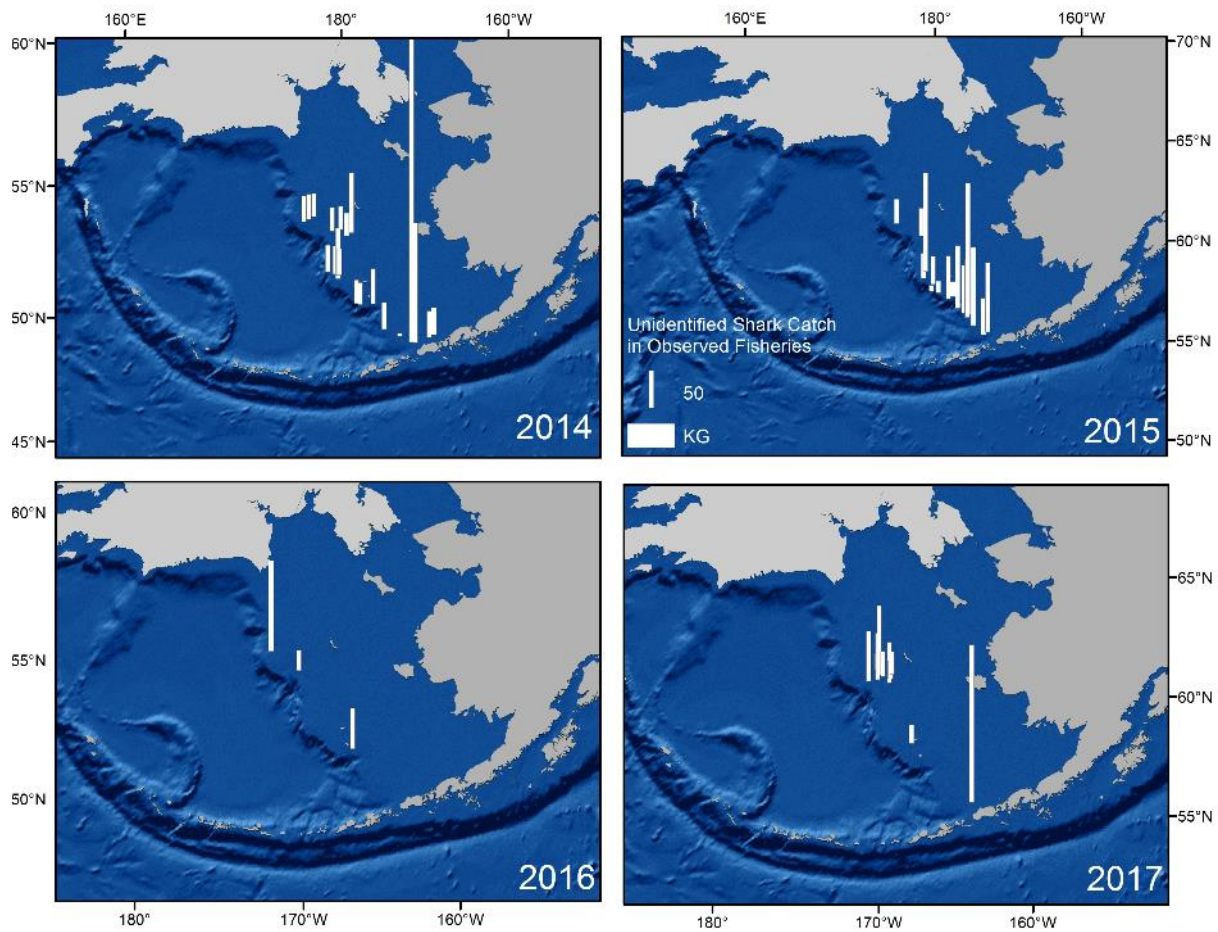 160°E 180° 160°W 160°E 180° 160°W
60°N 70°N
65°N
55°N
60°N
50°N
Unidentified Shark Catch
in Observed Fisheries
55°N
50
2014 KG 2015
45°N 50°N
60°N
65°N
55°N
60°N
50°N
55°N
2016 2017
180° 170°W 160°W 180° 170°W 160°W